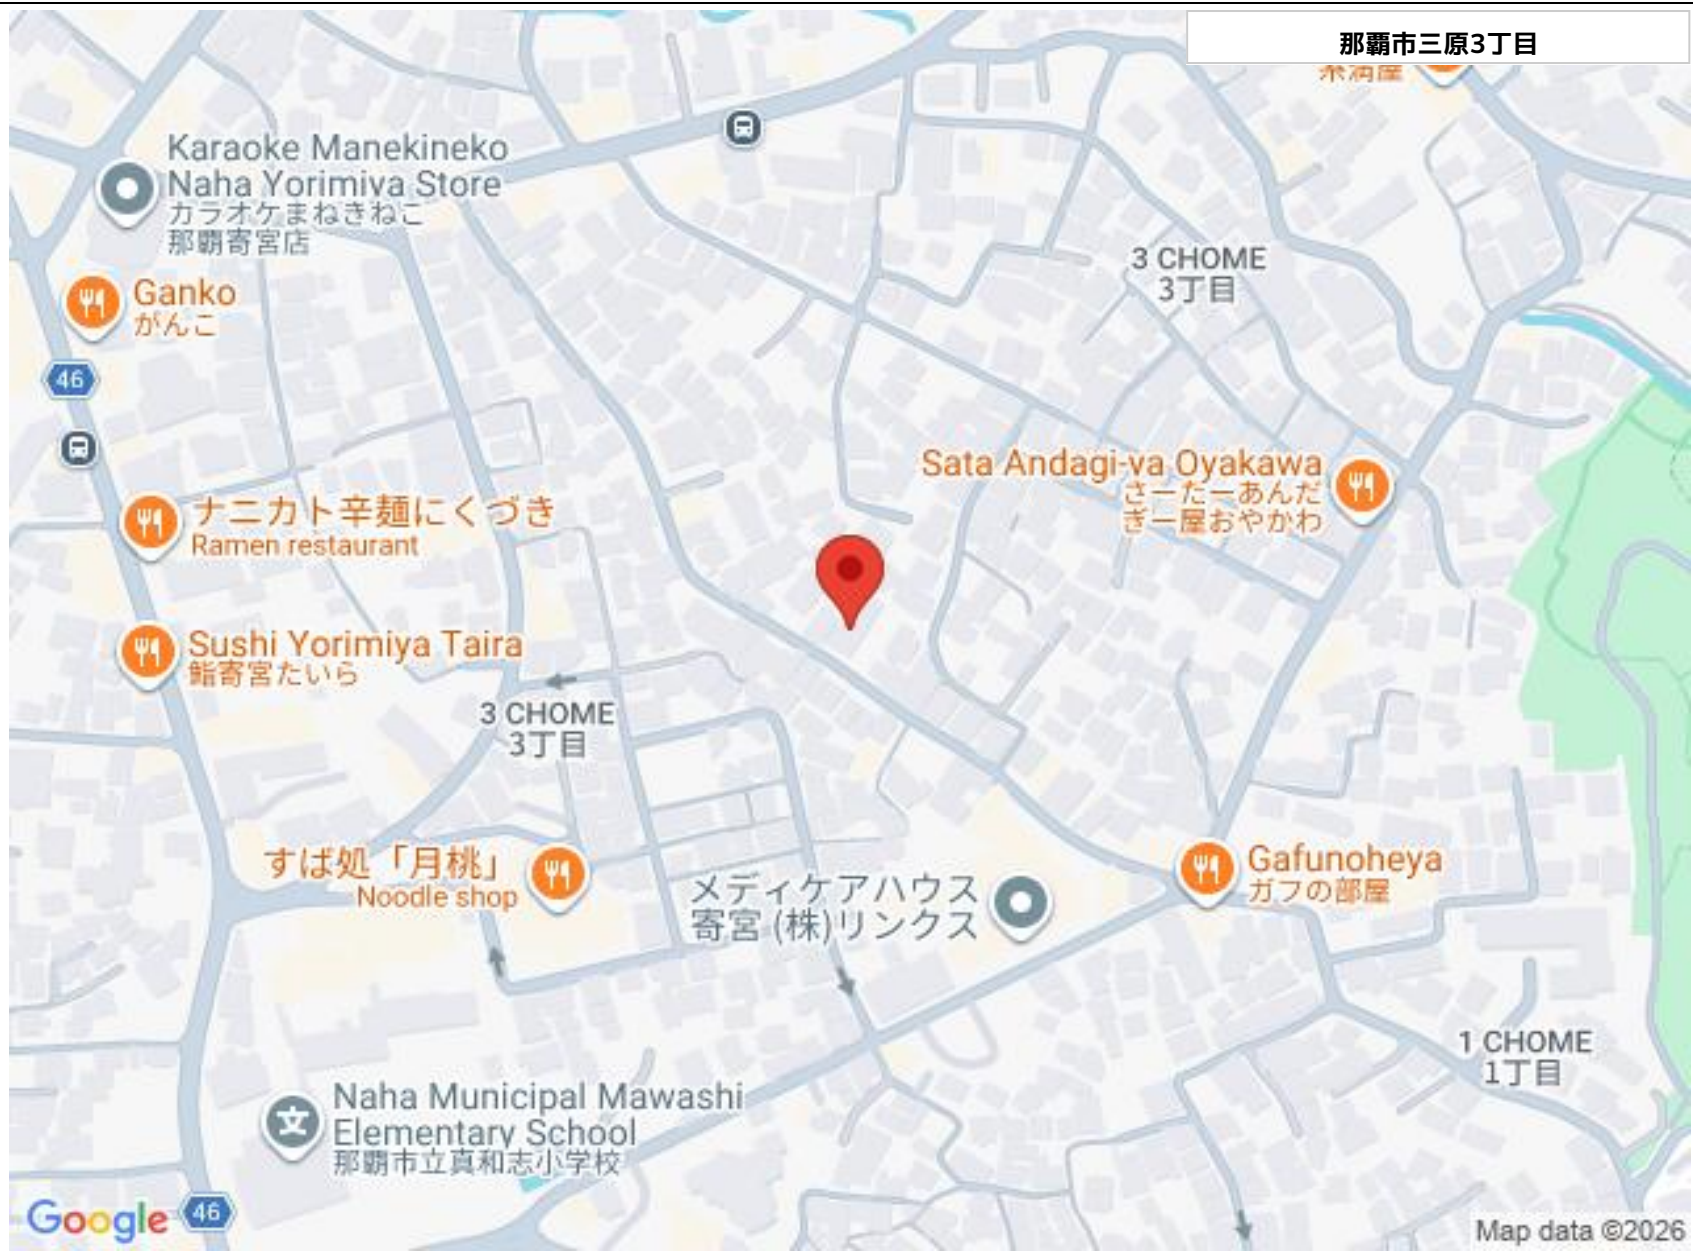 那覇市三原3丁目
糸満屋
Karaoke Manekineko
Naha Yorimiya Store
カラオケまねきねこ
那覇寄宮店
3 CHOME
3丁目
Ganko
がんこ
46
Sata Andagi-ya Oyakawa
さーたーあんだ
ぎー屋おやかわ
ナニカト辛麺にくづき
Ramen restaurant
Sushi Yorimiya Taira
鮨寄宮たいら
3 CHOME
3丁目
すば処「月桃」
Noodle shop
メディケアハウス
寄宮 (株)リンクス
Gafunoheya
ガフの部屋
1 CHOME
1丁目
Naha Municipal Mawashi
Elementary School
那覇市立真和志小学校
文
Google
46
Map data ©2026